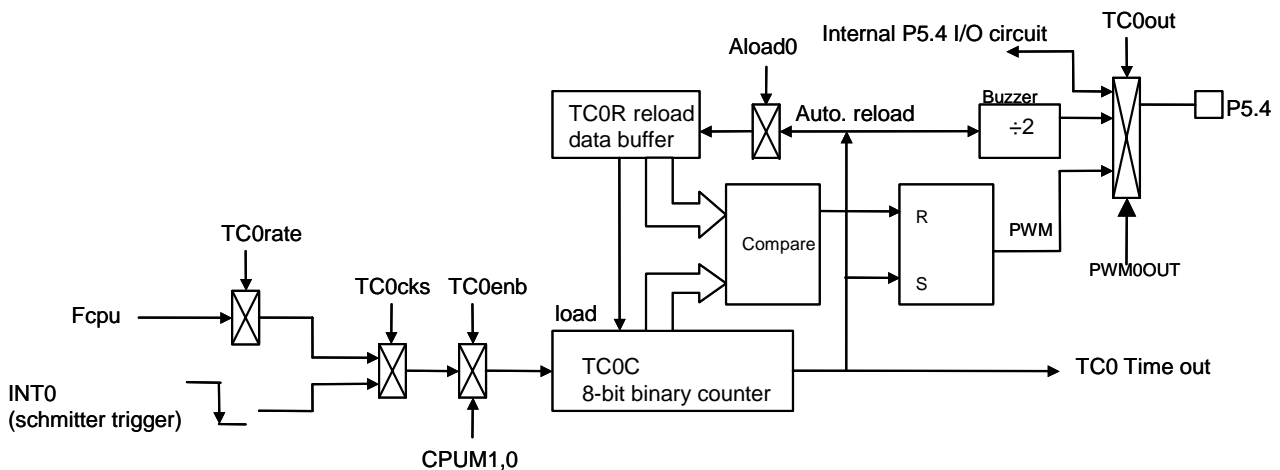 TC0out
Internal P5.4 I/O circuit
Aload0
Buzzer
TC0R reload
data buffer
Auto. reload
÷2
P5.4
TC0rate
Compare
R
S
PWM
PWM0OUT
TC0cks
TC0enb
load
Fcpu
TC0C
8-bit binary counter
TC0 Time out
INT0
(schmitter trigger)
CPUM1,0